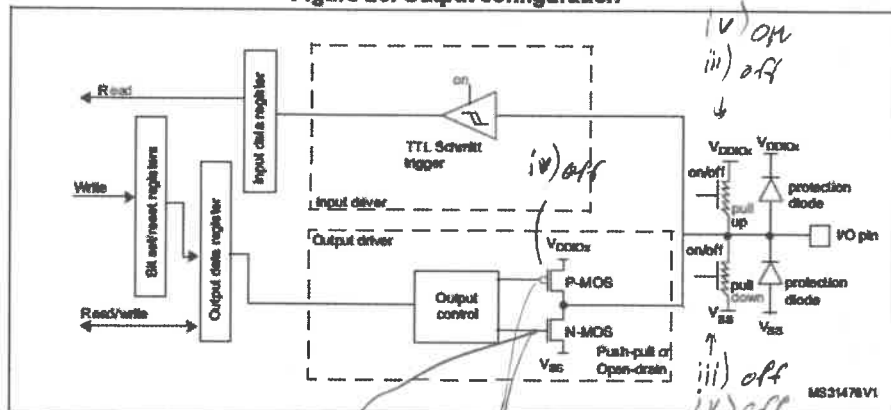 Figure 26. Output configuration
iv) on
iii) off
Read
on
TTL Schmitt
trigger
Input data register
Input driver
Write
Bit set/reset registers
Output data register
Read/write
iv) off
Output driver
VDDIOx
P-MOS
Output
control
N-MOS
VSS
Push-pull or
Open-drain
VDDIOx
VDDIOx
on/off
pull
up
protection
diode
I/O pin
on/off
pull
down
protection
diode
VSS
VSS
iii) off
iv) off
MS31478V1